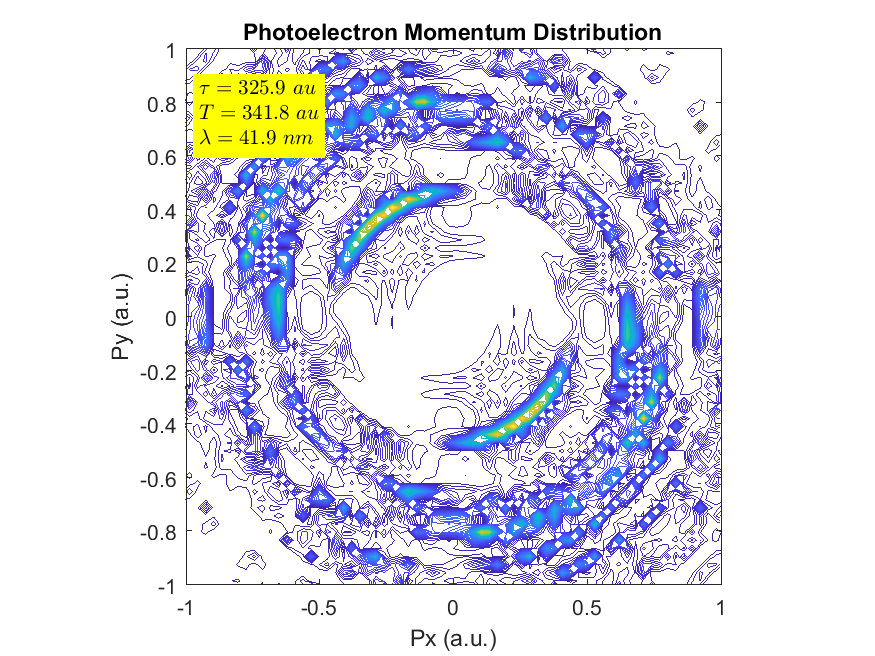 Photoelectron Momentum Distribution
τ = 325.9 au
T = 341.8 au
λ = 41.9 nm
1
0.8
0.6
0.4
0.2
0
-0.2
-0.4
-0.6
-0.8
-1
Py (a.u.)
-1
-0.5
0
0.5
1
Px (a.u.)